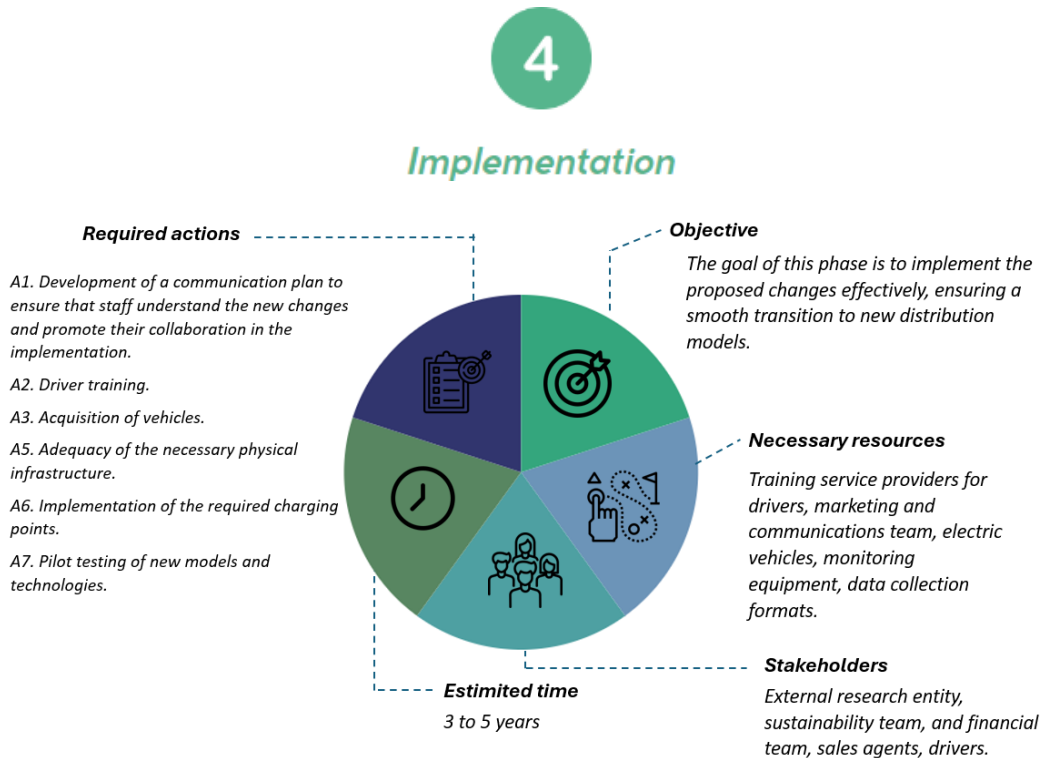 4
Implementation
Required actions
A1. Development of a communication plan to
ensure that staff understand the new changes
and promote their collaboration in the
implementation.
A2. Driver training.
A3. Acquisition of vehicles.
A5. Adequacy of the necessary physical
infrastructure.
A6. Implementation of the required charging
points.
A7. Pilot testing of new models and
technologies.
Objective
The goal of this phase is to implement the
proposed changes effectively, ensuring a
smooth transition to new distribution
models.
Necessary resources
Training service providers for
drivers, marketing and
communications team, electric
vehicles, monitoring
equipment, data collection
formats.
Stakeholders
External research entity,
sustainability team, and financial
team, sales agents, drivers.
Estimited time
3 to 5 years